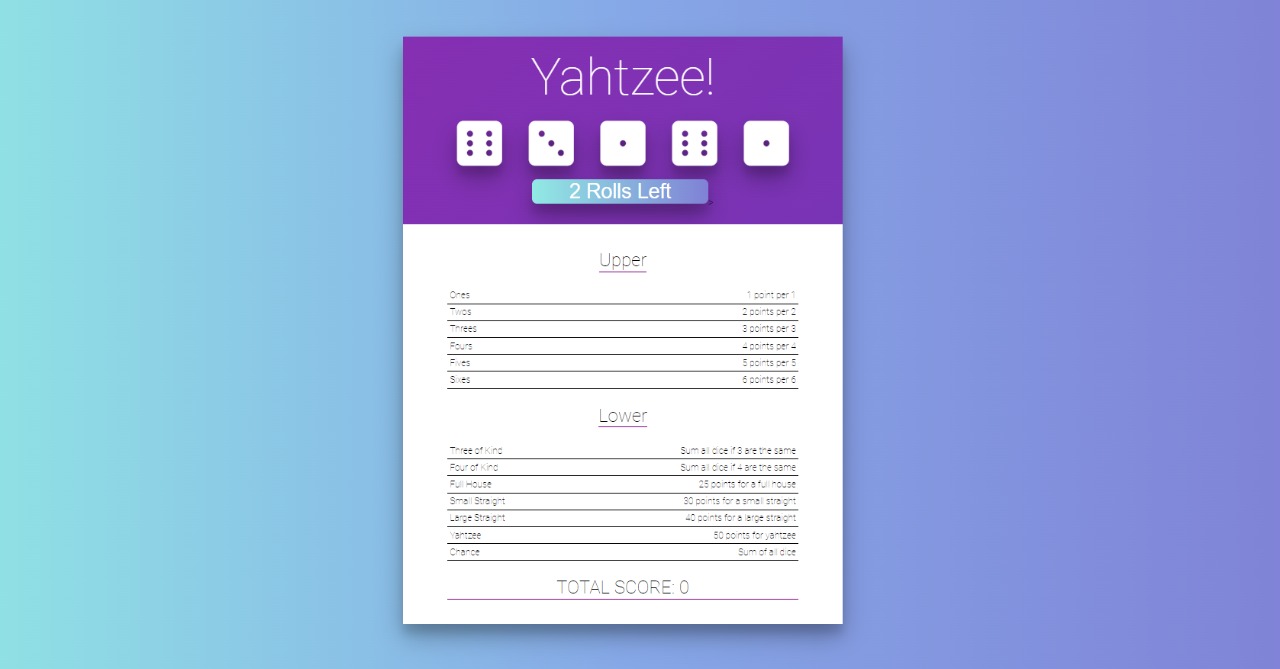 Yahtzee!
2 Rolls Left
>
Upper
Ones 1 point per 1
Twos 2 points per 2
Threes 3 points per 3
Fours 4 points per 4
Fives 5 points per 5
Sixes 6 points per 6
Lower
Three of Kind Sum all dice if 3 are the same
Four of Kind Sum all dice if 4 are the same
Full House 25 points for a full house
Small Straight 30 points for a small straight
Large Straight 40 points for a large straight
Yahtzee 50 points for yahtzee
Chance Sum of all dice
TOTAL SCORE: 0